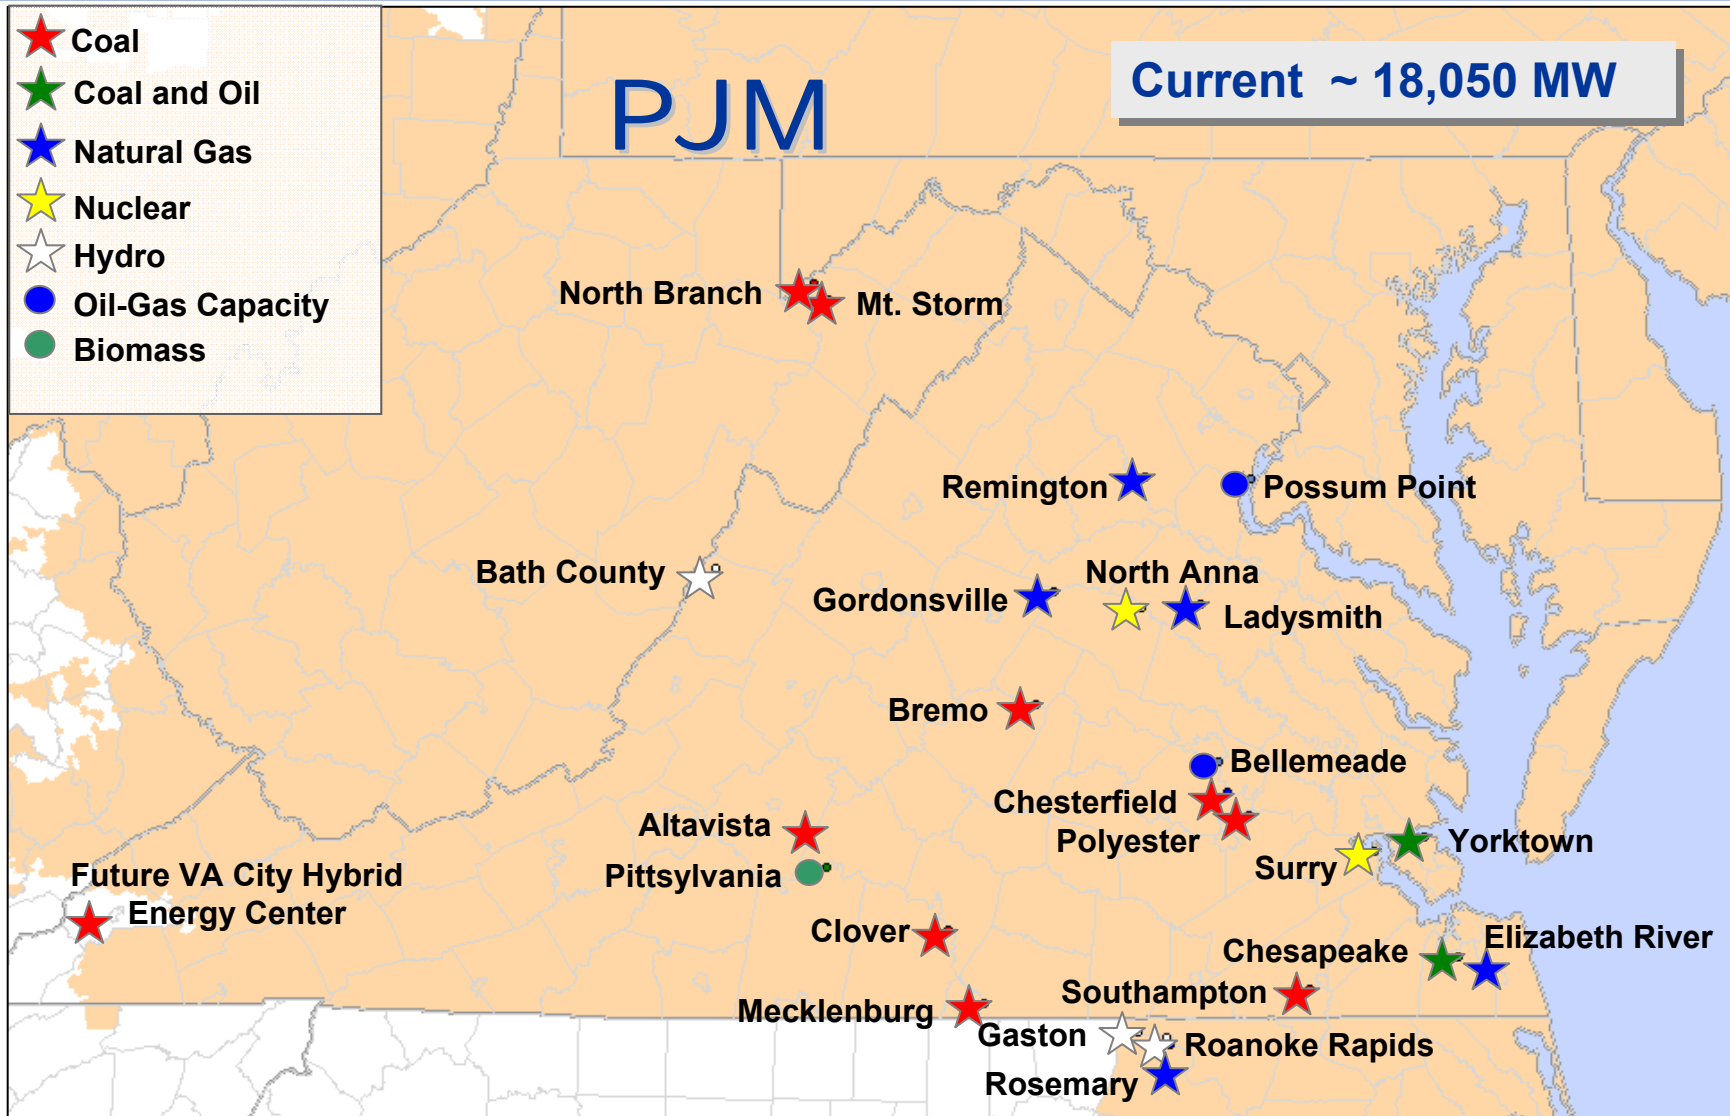 Coal
Coal and Oil
Natural Gas
Nuclear
Hydro
Oil-Gas Capacity
Biomass
PJM
Current ~ 18,050 MW
North Branch
Mt. Storm
Remington
Possum Point
Bath County
North Anna
Gordonsville
Ladysmith
Bremo
Bellemeade
Chesterfield
Polyester
Altavista
Yorktown
Surry
Pittsylvania
Future VA City Hybrid
Energy Center
Clover
Elizabeth River
Chesapeake
Southampton
Mecklenburg
Gaston
Roanoke Rapids
Rosemary